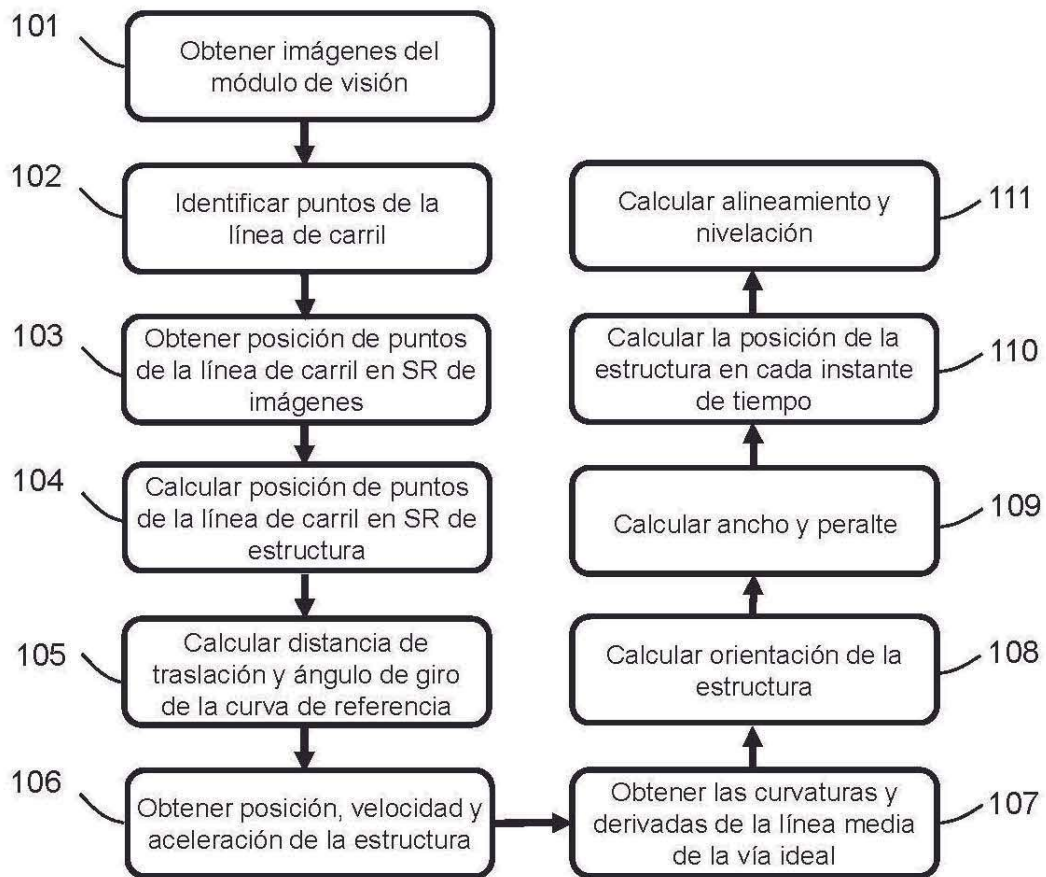 101
Obtener imágenes del
módulo de visión
102
Identificar puntos de la
línea de carril
103
Obtener posición de puntos
de la línea de carril en SR de
imágenes
104
Calcular posición de puntos
de la línea de carril en SR de
estructura
105
Calcular distancia de
traslación y ángulo de giro
de la curva de referencia
106
Obtener posición, velocidad y
aceleración de la estructura
Obtener las curvaturas y
derivadas de la línea media
de la vía ideal
107
Calcular orientación de la
estructura
108
Calcular ancho y peralte
109
Calcular la posición de la
estructura en cada instante
de tiempo
110
Calcular alineamiento y
nivelación
111